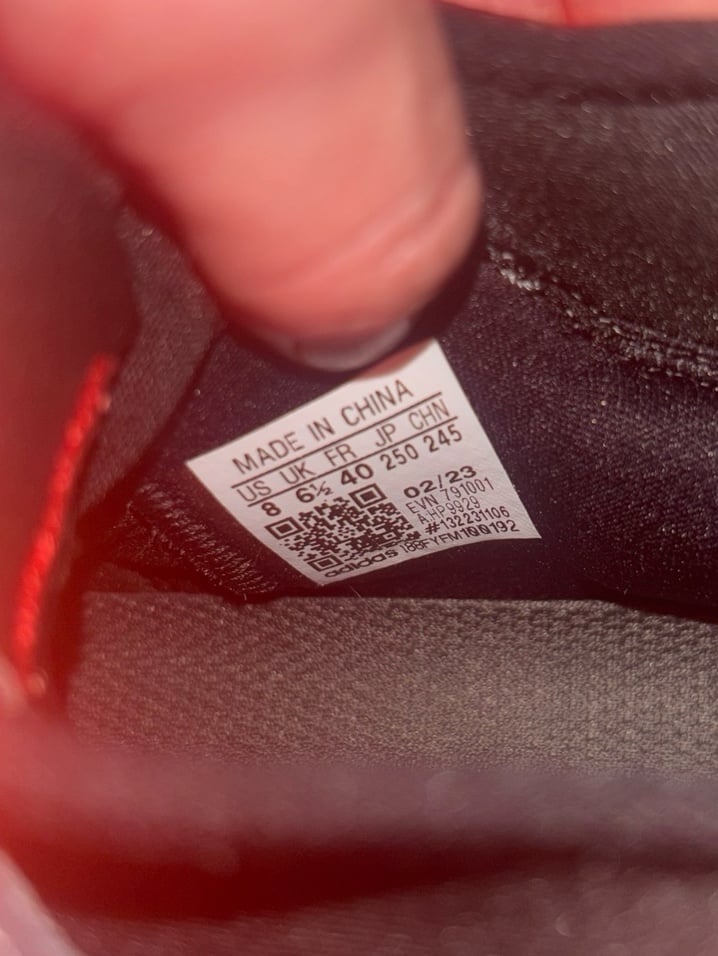 MADE IN CHINA
US UK FR JP CHN
8 6½ 40 250 245
02/23
EVN 791001
A HP9929
#132231106
adidas 188FYFM100192